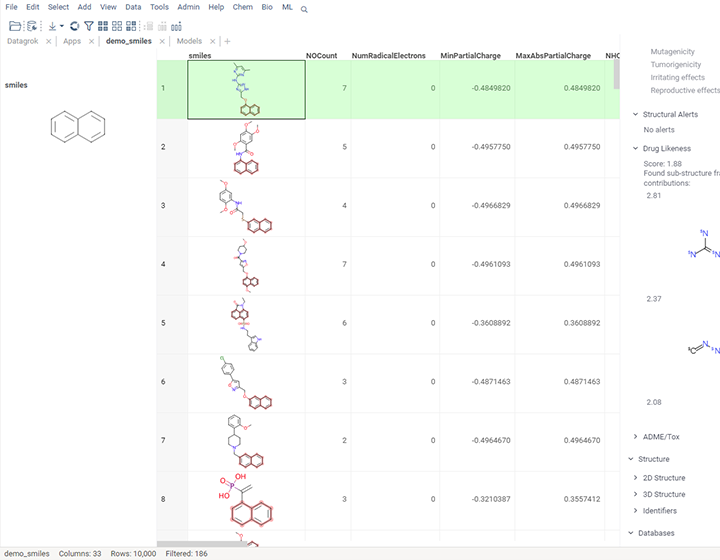 File Edit Select Add View Data Tools Admin Help Chem Bio ML
Datagrok Apps demo_smiles Models
smiles
smiles NOCount NumRadicalElectrons MinPartialCharge MaxAbsPartialCharge NHC
1 7 0 -0.4849820 0.4849820
2 5 0 -0.4957750 0.4957750
3 4 0 -0.4966829 0.4966829
4 7 0 -0.4961093 0.4961093
5 6 0 -0.3608892 0.3608892
6 3 0 -0.4871463 0.4871463
7 2 0 -0.4964670 0.4964670
8 3 0 -0.3210387 0.3557412
OH
O P
HO
Mutagenicity
Tumorigenicity
Irritating effects
Reproductive effects
Structural Alerts
No alerts
Drug Likeness
Score: 1.88
Found sub-structure fra
contributions:
2.81
2.37
2.08
ADME/Tox
Structure
2D Structure
3D Structure
Identifiers
Databases
demo_smiles Columns: 33 Rows: 10,000 Filtered: 186